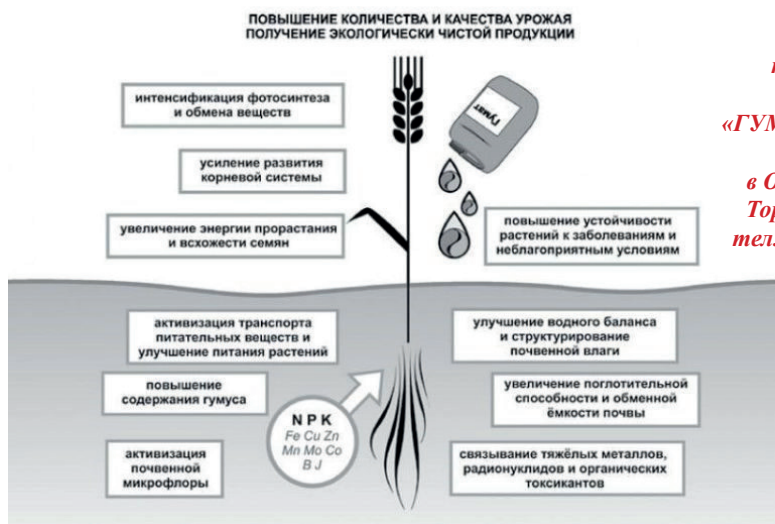 ПОВЫШЕНИЕ КОЛИЧЕСТВА И КАЧЕСТВА УРОЖАЯ
ПОЛУЧЕНИЕ ЭКОЛОГИЧЕСКИ ЧИСТОЙ ПРОДУКЦИИ
интенсификация фотосинтеза
и обмена веществ
усиление развития
корневой системы
увеличение энергии прорастания
и всхожести семян
Гумат
повышение устойчивости
растений к заболеваниям и
неблагоприятным условиям
«ГУМ
в О
Тор
тел.
активизация транспорта
питательных веществ и
улучшение питания растений
повышение
содержания гумуса
активизация
почвенной
микрофлоры
N P K
Fe Cu Zn
Mn Mo Co
B J
улучшение водного баланса
и структурирование
почвенной влаги
увеличение поглотительной
способности и обменной
ёмкости почвы
связывание тяжёлых металлов,
радионуклидов и органических
токсикантов